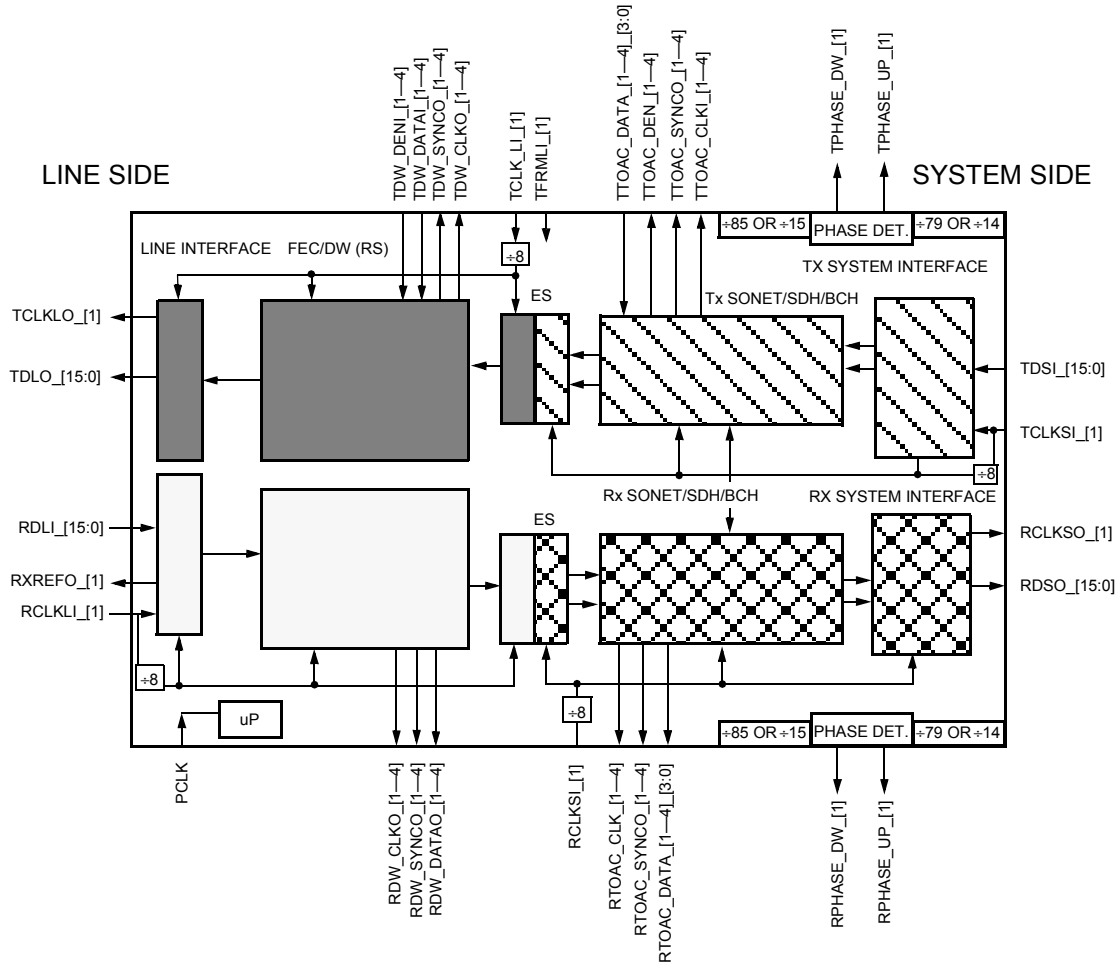 TDW_DENI_[1—4]
TDW_DATAI_[1—4]
TDW_SYNCO_[1—4]
TDW_CLKO_[1—4]
TCLK_LI_[1]
TFRMLI_[1]
TTOAC_DATA_[1—4]_[3:0]
TTOAC_DEN_[1—4]
TTOAC_SYNCO_[1—4]
TTOAC_CLKI_[1—4]
TPHASE_DW_[1]
TPHASE_UP_[1]
LINE SIDE
SYSTEM SIDE
÷85 OR ÷15
PHASE DET.
÷79 OR ÷14
LINE INTERFACE
FEC/DW (RS)
÷8
TX SYSTEM INTERFACE
ES
Tx SONET/SDH/BCH
TCLKLO_[1]
TDLO_[15:0]
TDSI_[15:0]
TCLKSI_[1]
÷8
Rx SONET/SDH/BCH
RX SYSTEM INTERFACE
ES
RDLI_[15:0]
RXREFO_[1]
RCLKLI_[1]
RCLKSO_[1]
RDSO_[15:0]
÷8
uP
÷8
÷85 OR ÷15
PHASE DET.
÷79 OR ÷14
PCLK
RDW_CLKO_[1—4]
RDW_SYNCO_[1—4]
RDW_DATAO_[1—4]
RCLKSI_[1]
RTOAC_CLK_[1—4]
RTOAC_SYNCO_[1—4]
RTOAC_DATA_[1—4]_[3:0]
RPHASE_DW_[1]
RPHASE_UP_[1]